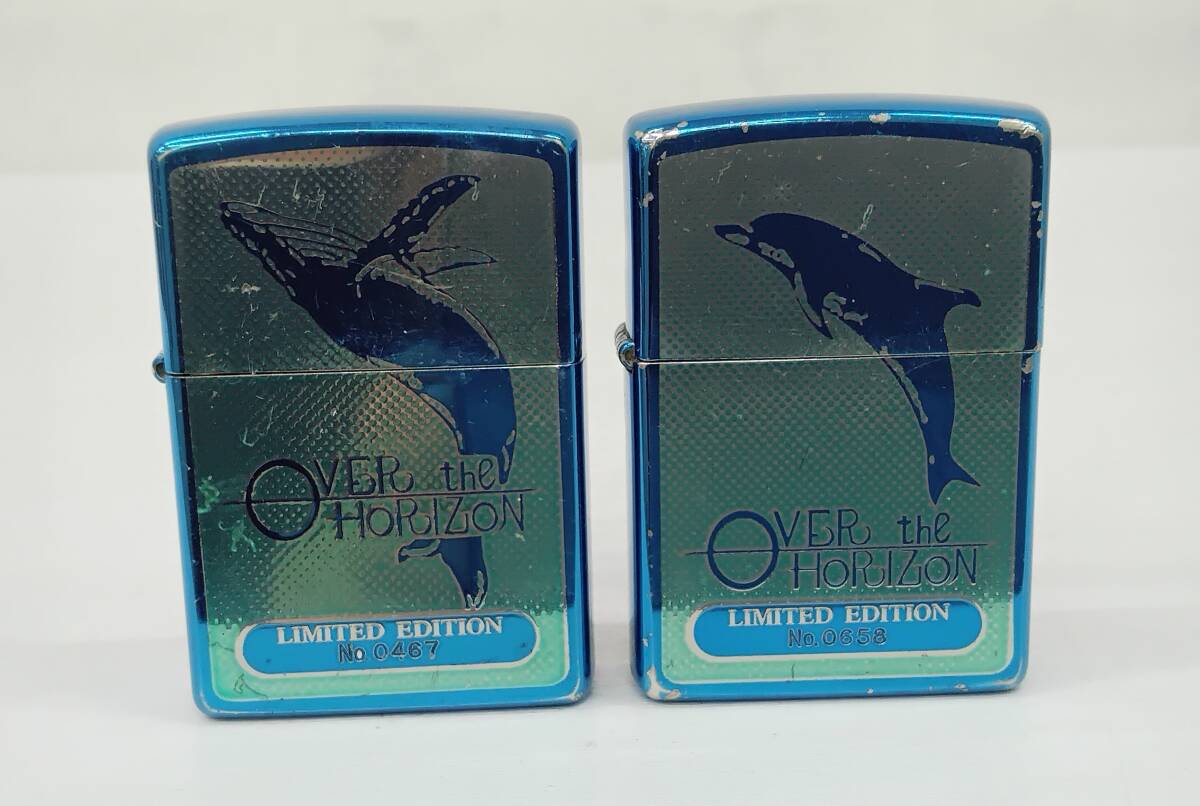 OVER the
HORIZON
LIMITED EDITION
No.0467
OVER the
HORIZON
LIMITED EDITION
No.0658